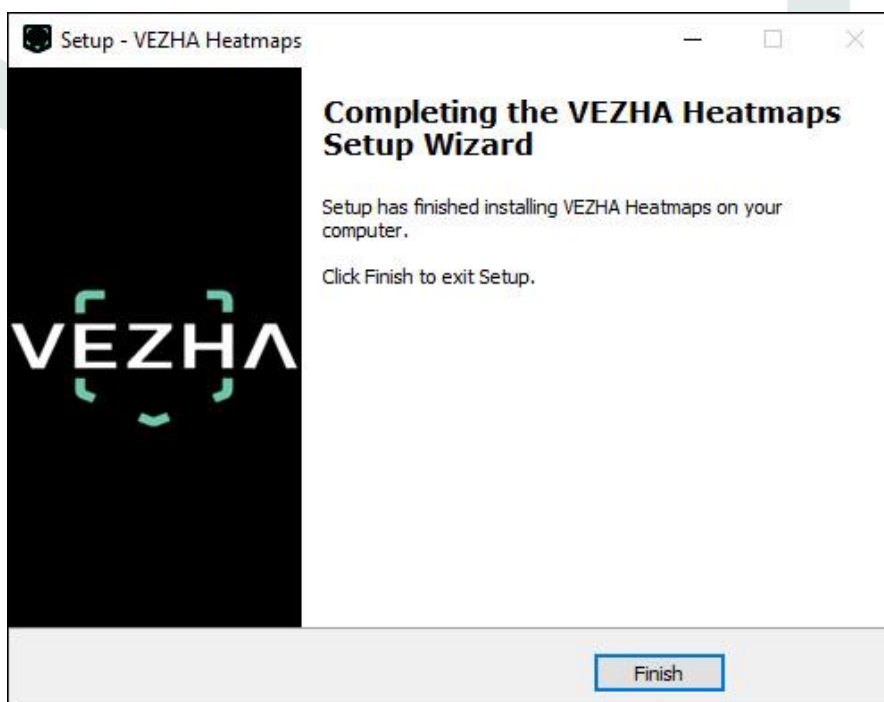 Setup - VEZHA Heatmaps
Completing the VEZHA Heatmaps
Setup Wizard
Setup has finished installing VEZHA Heatmaps on your
computer.
Click Finish to exit Setup.
VEZHA
Finish